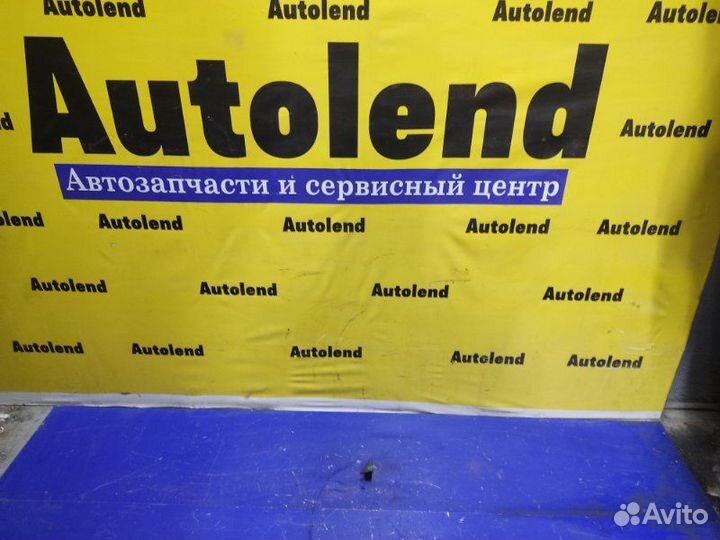 Autolend Autolend Autolend
Autolend
Autolend
Автозапчасти и сервисный центр
Autolend Autolend Autolend Autolend
Autolend Autolend Autolend Autolend
Autolend Autolend Autolend Autolend Autolend
Avito